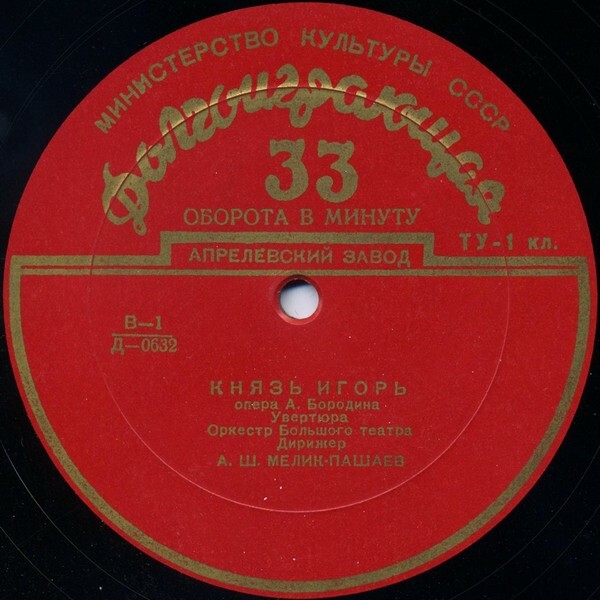 МИНИСТЕРСТВО КУЛЬТУРЫ СССР
Долгоиграющая
33
ОБОРОТА В МИНУТУ
ТУ-1 кл.
АПРЕЛЕВСКИЙ ЗАВОД
В—1
Д—0632
КНЯЗЬ ИГОРЬ
опера А. Бородина
Увертюра
Оркестр Большого театра
Дирижер
А. Ш. МЕЛИК-ПАШАЕВ